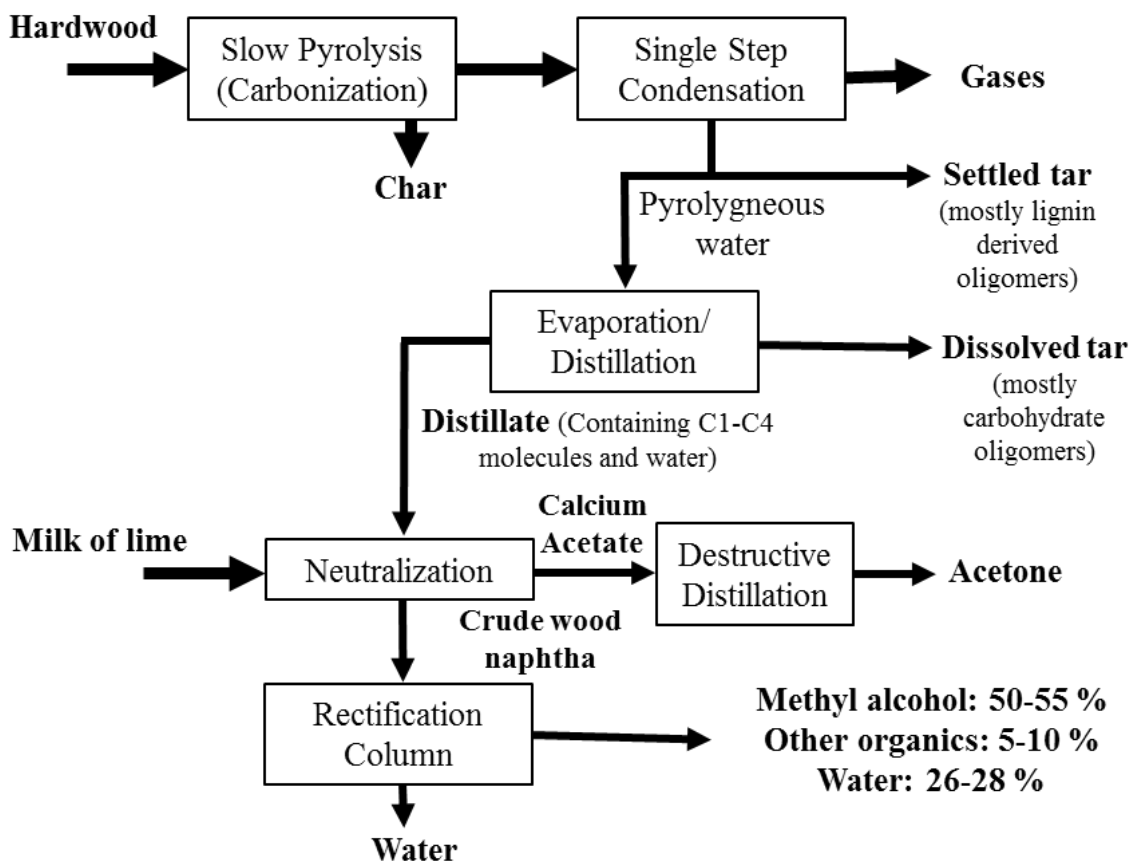 Hardwood
Slow Pyrolysis
(Carbonization)
Single Step
Condensation
Gases
Char
Pyrolygneous
water
Settled tar
(mostly lignin
derived
oligomers)
Evaporation/
Distillation
Dissolved tar
(mostly
carbohydrate
oligomers)
Distillate (Containing C1-C4
molecules and water)
Milk of lime
Neutralization
Calcium
Acetate
Destructive
Distillation
Acetone
Crude wood
naphtha
Rectification
Column
Methyl alcohol: 50-55 %
Other organics: 5-10 %
Water: 26-28 %
Water